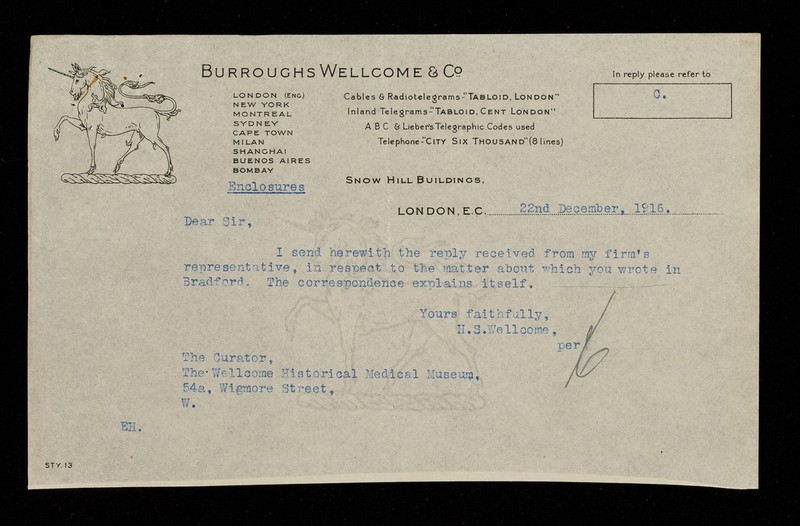 BURROUGHS WELLCOME & Co
In reply please refer to
C.
LONDON (ENG)
NEW YORK
MONTREAL
SYDNEY
CAPE TOWN
MILAN
SHANGHAI
BUENOS AIRES
BOMBAY
Cables & Radiotelegrams-"TABLOID, LONDON"
Inland Telegrams-"TABLOID, CENT LONDON"
A B C & Lieber's Telegraphic Codes used
Telephone-"CITY SIX THOUSAND" (8 lines)
Enclosures
SNOW HILL BUILDINGS,
LONDON, E.C. 22nd December, 1916.
Dear Sir,
I send herewith the reply received from my firm's
representative, in respect to the matter about which you wrote in
Bradford. The correspondence explains itself.
Yours faithfully,
H.S.Wellcome,
per
The Curator,
The Wellcome Historical Medical Museum,
54a, Wigmore Street,
W.
EH.
STY. 13